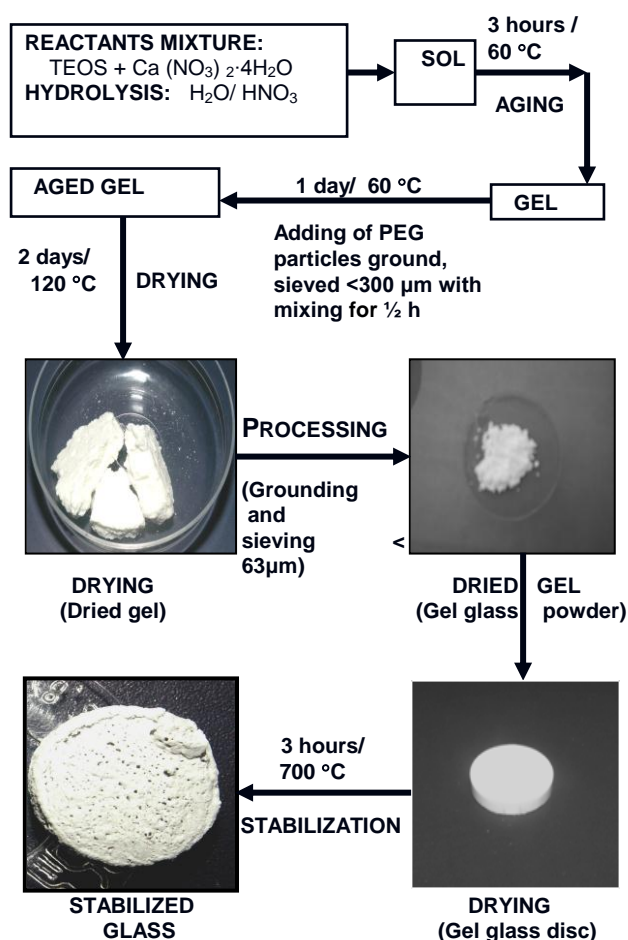 REACTANTS MIXTURE:
TEOS + Ca (NO₃) ₂·4H₂O
HYDROLYSIS: H₂O/ HNO₃
SOL
3 hours /
60 °C
AGING
AGED GEL
1 day/ 60 °C
GEL
Adding of PEG
particles ground,
sieved <300 µm with
mixing for ½ h
2 days/
120 °C
DRYING
PROCESSING
(Grounding
and
sieving <
63µm)
DRYING
(Dried gel)
DRIED GEL
(Gel glass powder)
3 hours/
700 °C
STABILIZATION
STABILIZED
GLASS
DRYING
(Gel glass disc)